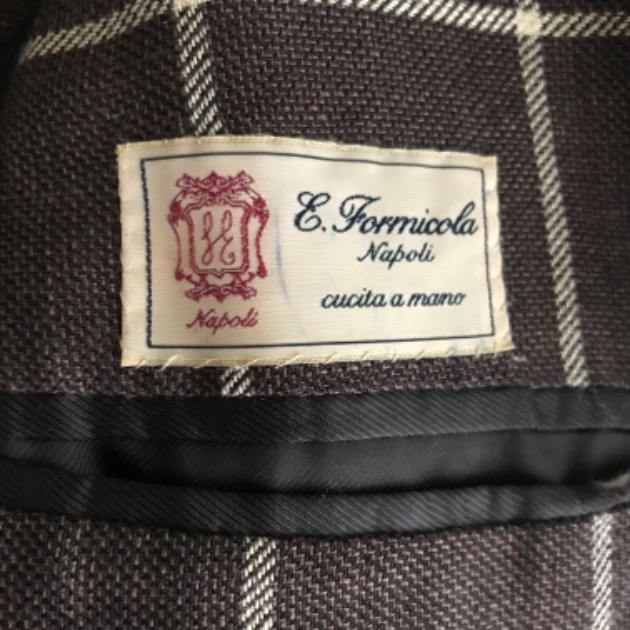 Napoli
E. Formicola
Napoli
cucita a mano